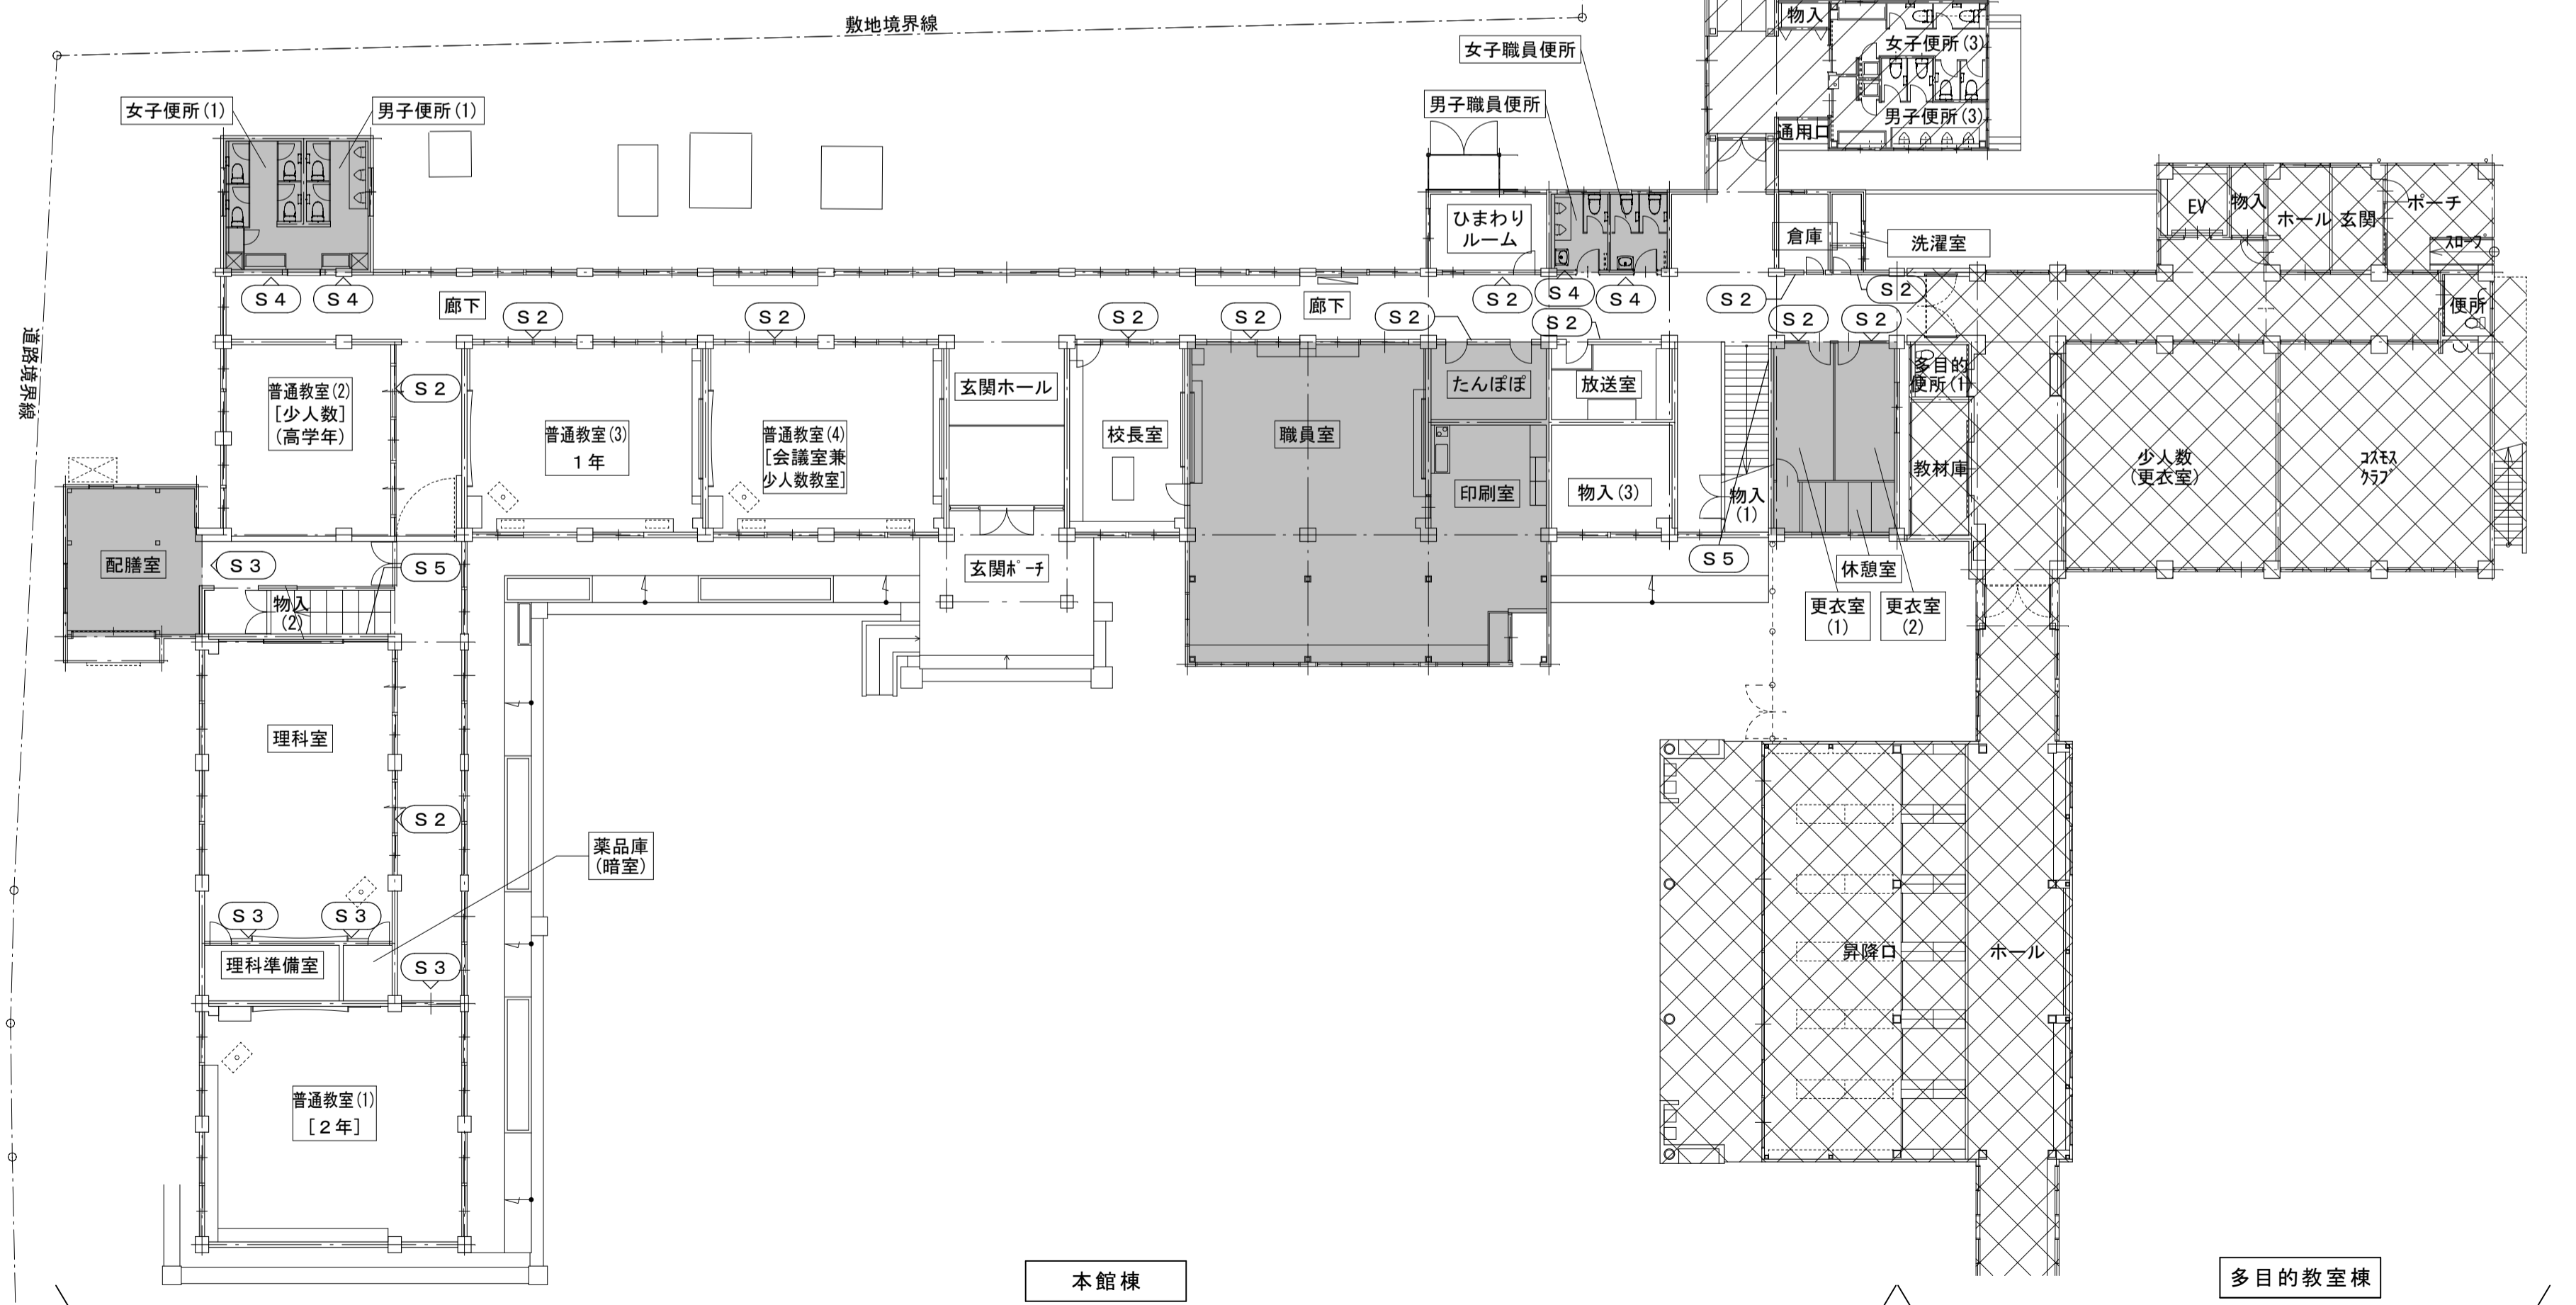 敷地境界線
道路境界線
女子便所(1)
男子便所(1)
女子職員便所
男子職員便所
物入
女子便所(3)
男子便所(3)
通用口
ひまわり
ルーム
倉庫
洗濯室
EV
物入
ホール
玄関
ポーチ
スロープ
便所
S4
S4
廊下
S2
S2
S2
S2
廊下
S2
S2
S4
S4
S2
S2
S2
S2
S2
普通教室(2)
[少人数]
(高学年)
S2
普通教室(3)
1年
普通教室(4)
[会議室兼
少人数教室]
玄関ホール
校長室
職員室
たんぽぽ
印刷室
放送室
物入(3)
物入
(1)
S5
多目的
便所(1)
教材庫
少人数
(更衣室)
コスモス
クラブ
配膳室
S3
S5
物入
(2)
玄関ポーチ
休憩室
更衣室
(1)
更衣室
(2)
理科室
S2
薬品庫
(暗室)
S3
S3
理科準備室
S3
昇降口
ホール
普通教室(1)
[2年]
本館棟
多目的教室棟